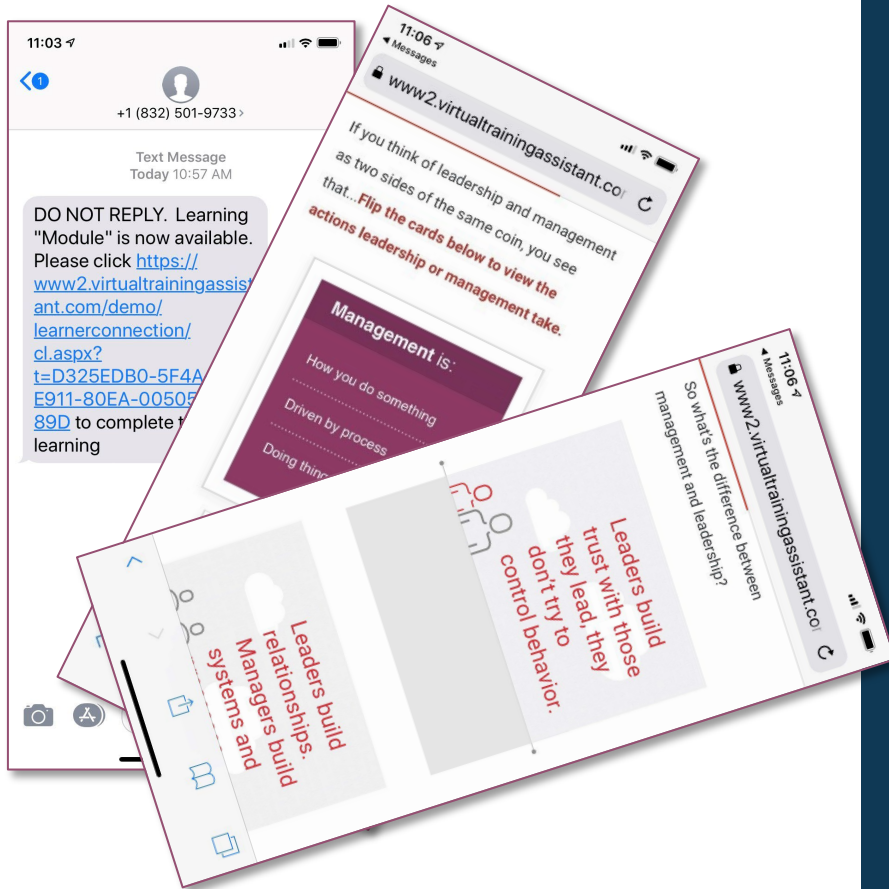 11:03
1
+1 (832) 501-9733
Text Message
Today 10:57 AM
DO NOT REPLY. Learning
"Module" is now available.
Please click https://
www2.virtualtrainingassist
ant.com/demo/
learnerconnection/
cl.aspx?
t=D325EDB0-5F4A
E911-80EA-00505
89D to complete
learning
11:06
Messages
www2.virtualtrainingassistant.co
If you think of leadership and management
as two sides of the same coin, you see
that...Flip the cards below to view the
actions leadership or management take.
Management is:
How you do something
Driven by process
Doing
11:06
Messages
www2.virtualtrainingassistant.co
So what's the difference between
management and leadership?
Leaders build
trust with those
they lead, they
don't try to
control behavior.
Leaders build
relationships.
Managers build
systems and